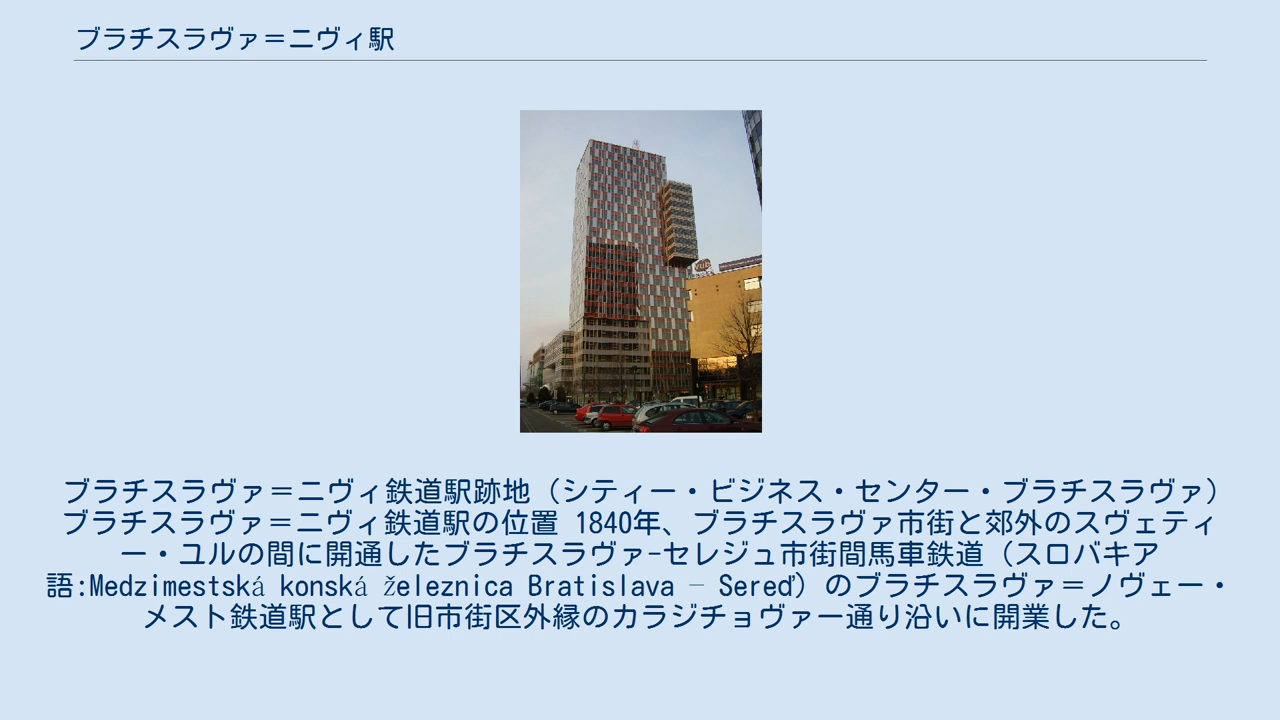 ブラチスラヴァ＝ニヴィ駅
ブラチスラヴァ＝ニヴィ鉄道駅跡地（シティー・ビジネス・センター・ブラチスラヴァ）
ブラチスラヴァ＝ニヴィ鉄道駅の位置 1840年、ブラチスラヴァ市街と郊外のスヴェティ
ー・ユルの間に開通したブラチスラヴァ-セレジュ市街間馬車鉄道（スロバキア
語:Medzimestská konská železnica Bratislava – Sereď）のブラチスラヴァ＝ノヴェー・
メスト鉄道駅として旧市街区外縁のカラジチョヴァー通り沿いに開業した。